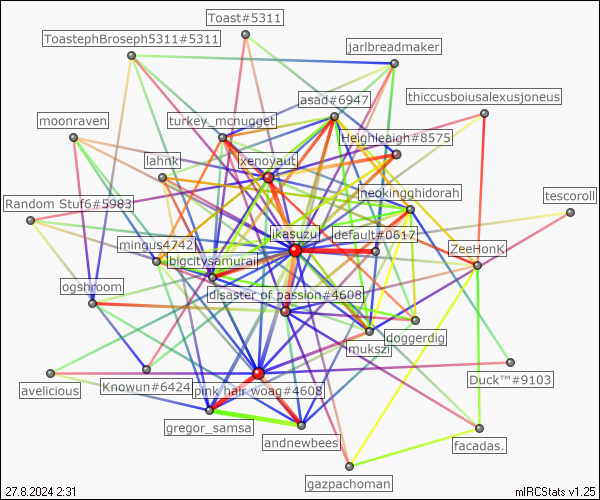 Toast#5311
ToastephBroseph5311#5311
jarlbreadmaker
asad#6947
thiccusboiusalexusjoneus
moonraven
turkey_mcnugget
Heighleaigh#8575
lainnk
xenoyaut
neokingghidorah
tescoroll
Random Stuf6#5983
ikasuzu
default#0617
mingus4742
ZeeHonK
bigcitysamurai
ogshroom
disaster of passion#4608
doggerdig
mukszi
avelicious
Knowun#6424
pink hair woag#4608
Duck™#9103
gregor_samsa
andnewbees
facadas.
gazpachoman
27.8.2024 2:31
mIRCStats v1.25